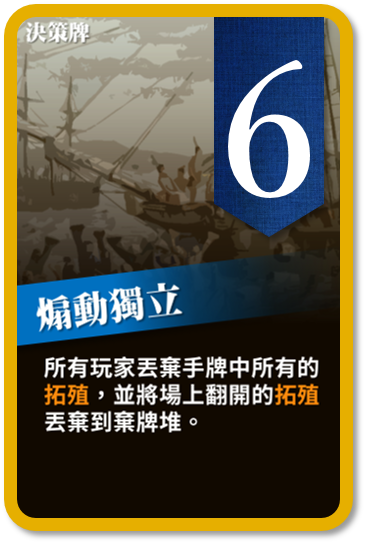 決策牌
6
煽動獨立
所有玩家丟棄手牌中所有的
拓殖，並將場上翻開的拓殖
丟棄到棄牌堆。